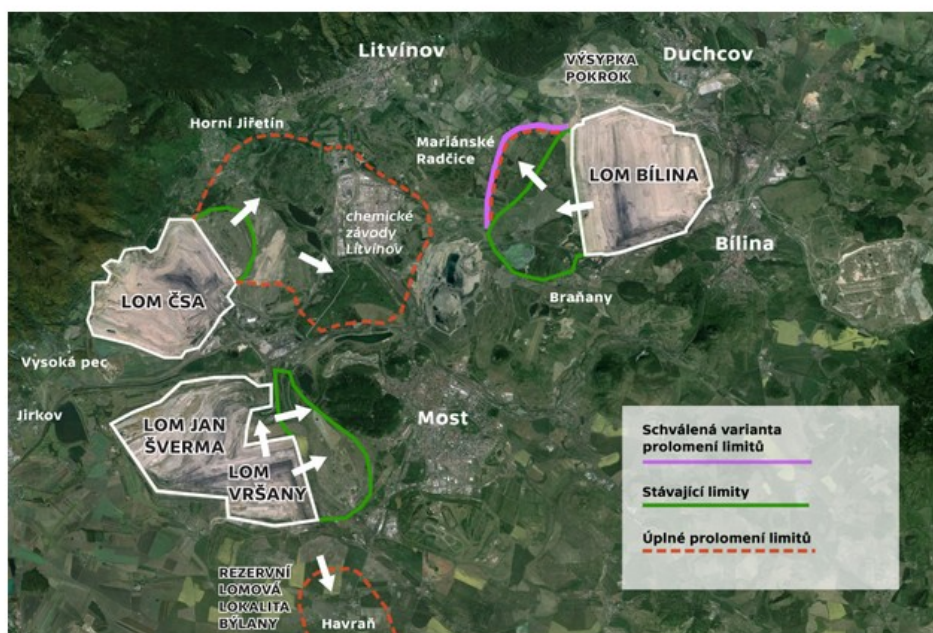 Litvínov
Duchcov
VÝSYPKA
POKROK
Horní Jiřetín
Mariánské
Radčice
LOM BÍLINA
chemické
závody
Litvínov
Bílina
LOM ČSA
Braňany
Vysoká pec
Jirkov
LOM JAN
ŠVERMA
Most
LOM
VRŠANY
Schválená varianta
prolomení limitů
Stávající limity
Úplné prolomení limitů
REZERVNÍ
LOMOVÁ
LOKALITA
BÝLANY
Havraň